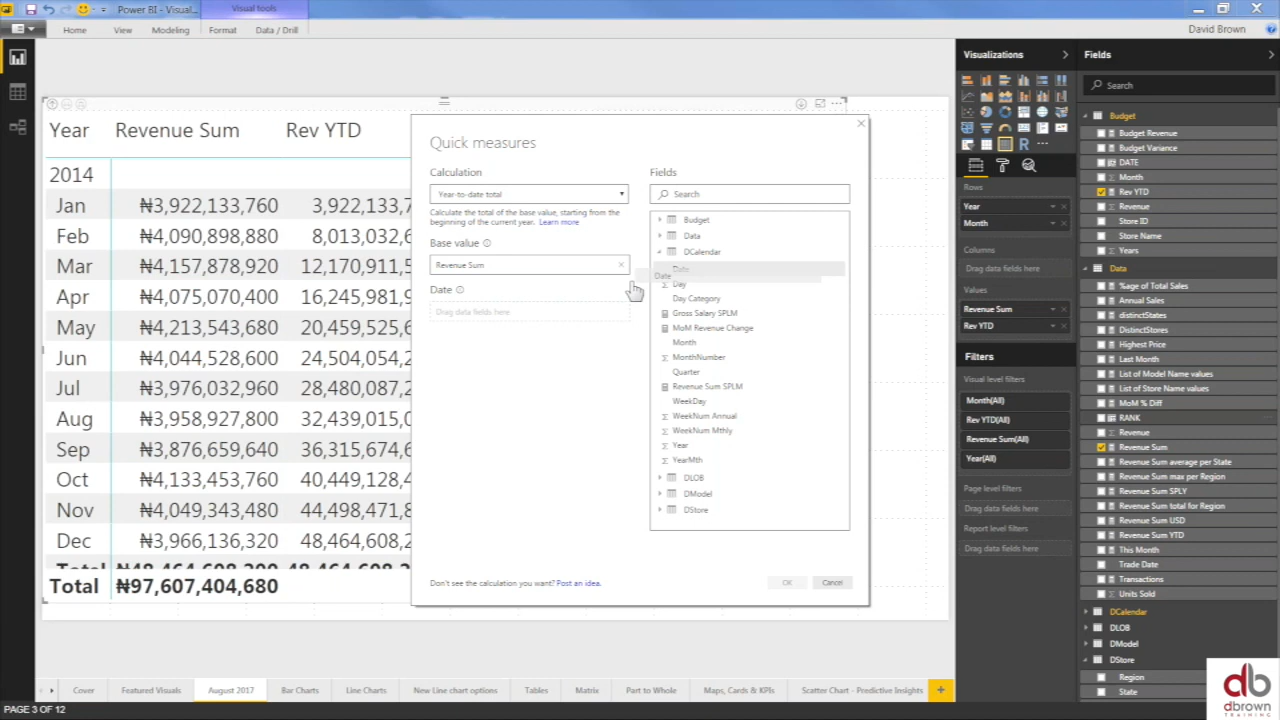 Power BI - Visual...
Visual tools
Home
View
Modeling
Format
Data / Drill
David Brown
Year
Revenue Sum
Rev YTD
2014
Jan ₦3,922,133,760 3,922,133,7
Feb ₦4,090,898,880 8,013,032,6
Mar ₦4,157,878,920 12,170,911,
Apr ₦4,075,070,400 16,245,981,9
May ₦4,213,543,680 20,459,525,6
Jun ₦4,044,528,600 24,504,054,2
Jul ₦3,976,032,960 28,480,087,2
Aug ₦3,958,927,800 32,439,015,
Sep ₦3,876,659,640 36,315,674,
Oct ₦4,133,453,760 40,449,128,
Nov ₦4,049,343,480 44,498,471,8
Dec ₦3,966,136,320 48,464,608,2
Total ₦97,607,404,680
Quick measures
Calculation
Year-to-date total
Calculate the total of the base value, starting from the
beginning of the current year. Learn more
Base value
Revenue Sum
Date
Drag data fields here
Fields
Search
Budget
Data
DCalendar
Date
Date
Day
Day Category
Gross Salary SPLM
MoM Revenue Change
Month
MonthNumber
Quarter
Revenue Sum SPLM
WeekDay
WeekNum Annual
WeekNum Mthly
Year
YearMth
DLOB
DModel
DStore
Don't see the calculation you want? Post an idea.
OK
Cancel
Visualizations
R
Rows
Year
Month
Columns
Drag data fields here
Values
Revenue Sum
Rev YTD
Filters
Visual level filters
Month(All)
Rev YTD(All)
Revenue Sum(All)
Year(All)
Page level filters
Drag data fields here
Report level filters
Drag data fields here
Fields
Search
Budget
Budget Revenue
Budget Variance
DATE
Month
Rev YTD
Revenue
Store ID
Store Name
Years
Data
%age of Total Sales
Annual Sales
distinctStates
DistinctStores
Highest Price
Last Month
List of Model Name values
List of Store Name values
MoM % Diff
RANK
Revenue
Revenue Sum
Revenue Sum average per State
Revenue Sum max per Region
Revenue Sum SPLY
Revenue Sum total for Region
Revenue Sum USD
Revenue Sum YTD
This Month
Trade Date
Transactions
Units Sold
DCalendar
DLOB
DModel
DStore
Region
State
Cover
Featured Visuals
August 2017
Bar Charts
Line Charts
New Line chart options
Tables
Matrix
Part to Whole
Maps, Cards & KPIs
Scatter Chart - Predictive Insights
+
PAGE 3 OF 12
db
dbrown
TRAINING